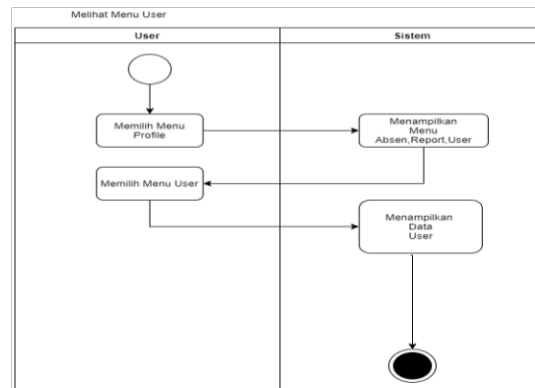 Melihat Menu User
User
Sistem
Memilih Menu
Profile
Menampilkan
Menu
Absen,Report,User
Memilih Menu User
Menampilkan
Data
User